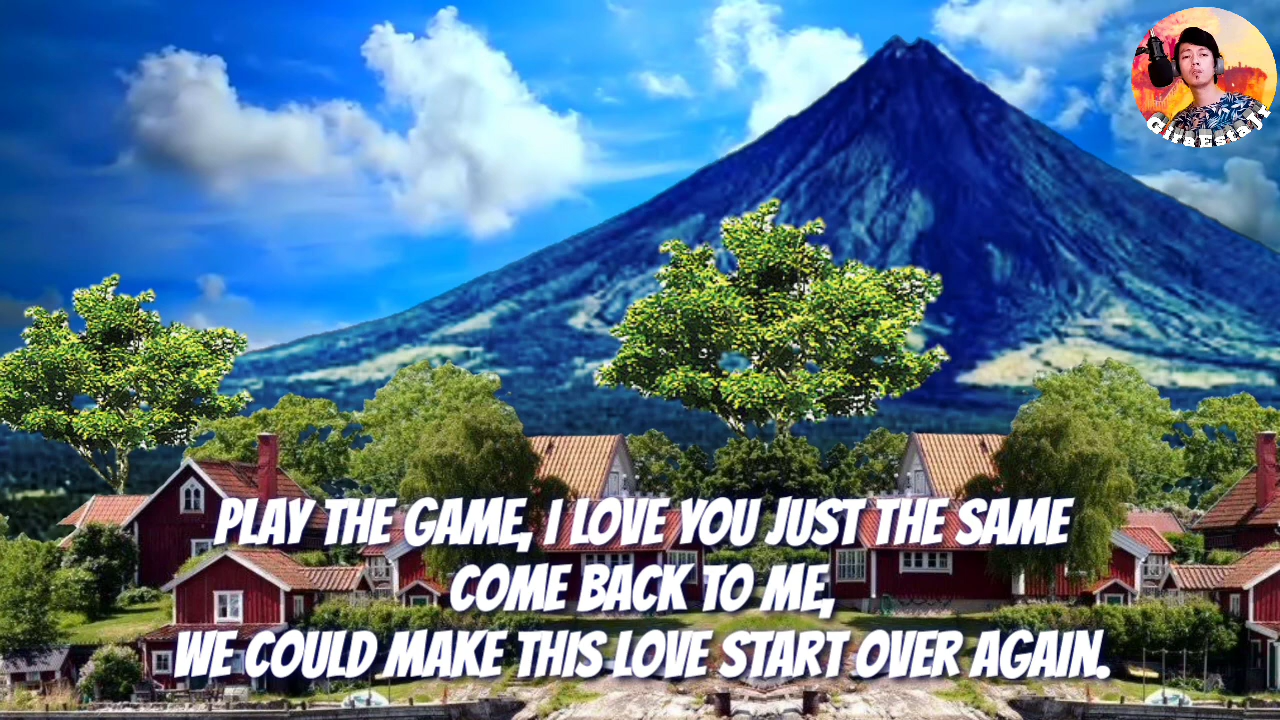 GiraEstaTt
PLAY THE GAME, I LOVE YOU JUST THE SAME
COME BACK TO ME,
WE COULD MAKE THIS LOVE START OVER AGAIN.